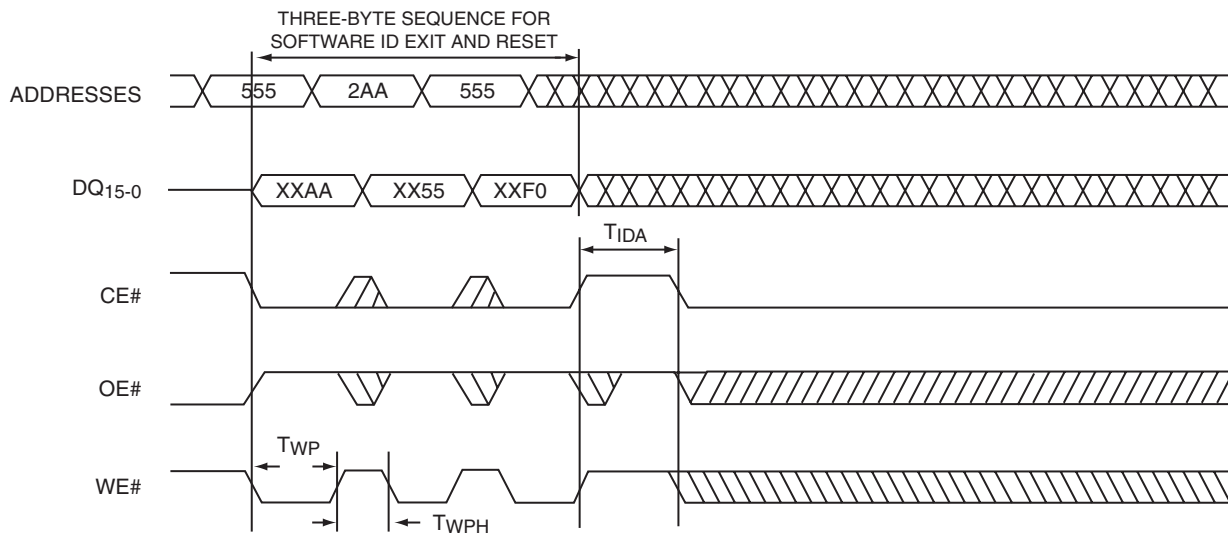 THREE-BYTE SEQUENCE FOR
SOFTWARE ID EXIT AND RESET
ADDRESSES 555 2AA 555
DQ15-0 XXAA XX55 XXF0
TIDA
CE#
OE#
TWP
WE#
TWPH